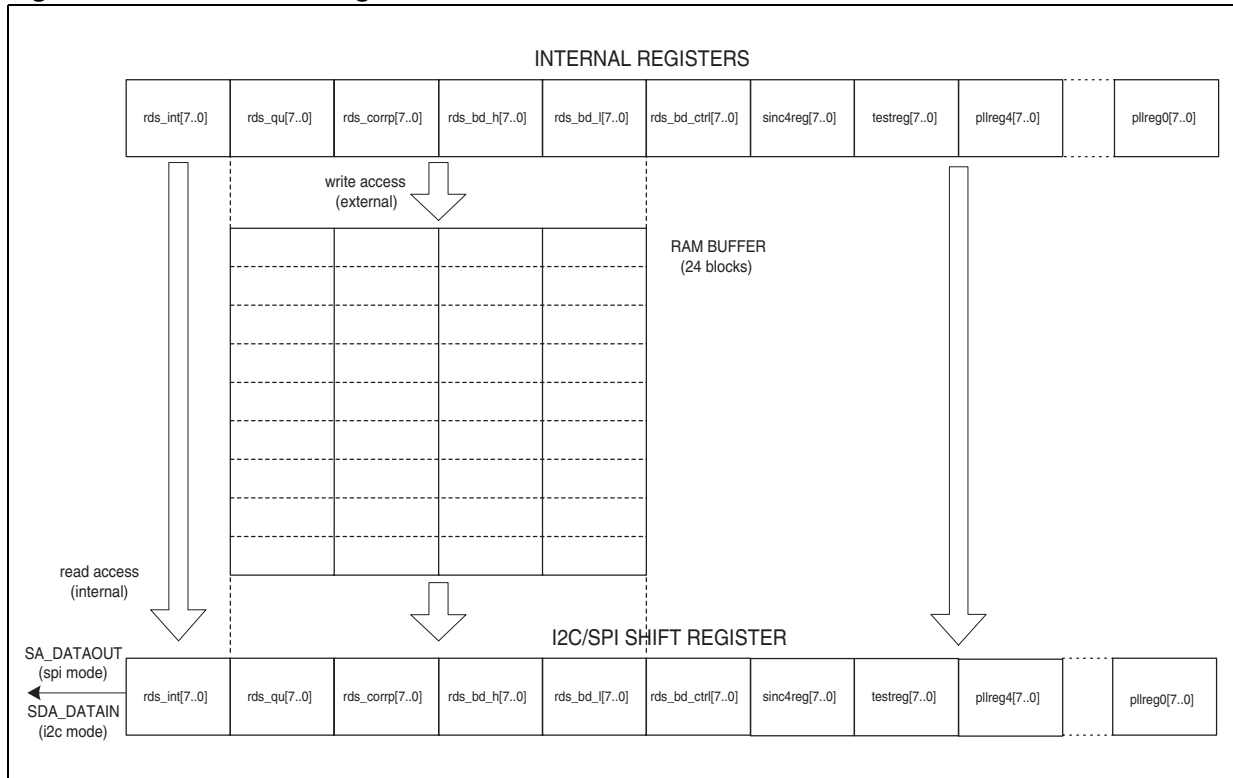 INTERNAL REGISTERS
rds_int[7..0] rds_qu[7..0] rds_corrp[7..0] rds_bd_h[7..0] rds_bd_l[7..0] rds_bd_ctrl[7..0] sinc4reg[7..0] testreg[7..0] pllreg4[7..0] pllreg0[7..0]
write access
(external)
RAM BUFFER
(24 blocks)
read access
(internal)
I2C/SPI SHIFT REGISTER
SA_DATAOUT
(spi mode)
rds_int[7..0] rds_qu[7..0] rds_corrp[7..0] rds_bd_h[7..0] rds_bd_l[7..0] rds_bd_ctrl[7..0] sinc4reg[7..0] testreg[7..0] pllreg4[7..0] pllreg0[7..0]
SDA_DATAIN
(i2c mode)